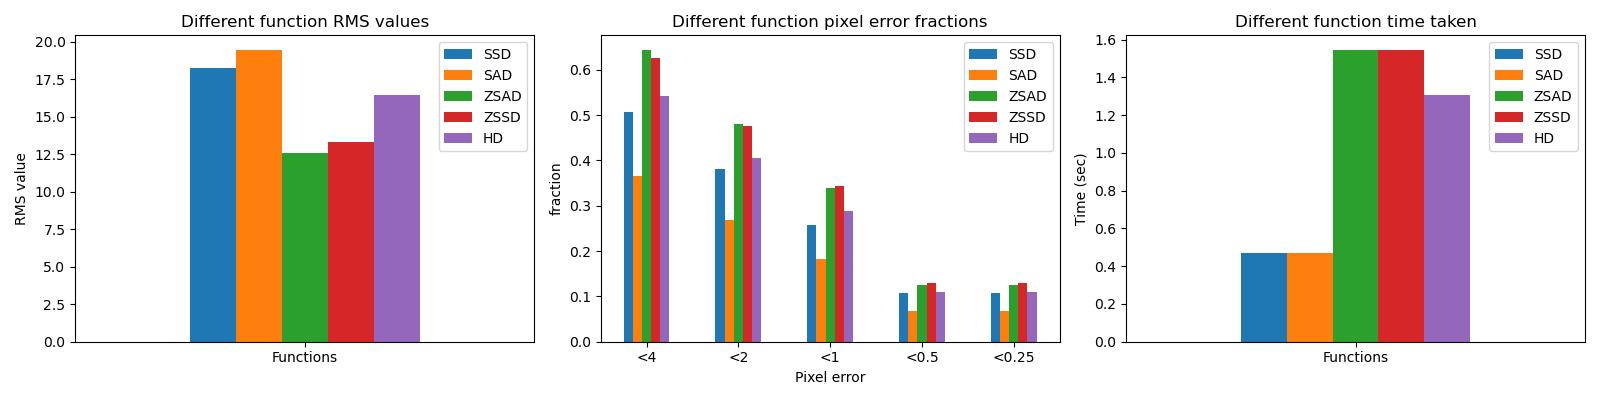 Different function RMS values
RMS value
20.0
17.5
15.0
12.5
10.0
7.5
5.0
2.5
0.0
Functions
SSD
SAD
ZSAD
ZSSD
HD
Different function pixel error fractions
fraction
0.6
0.5
0.4
0.3
0.2
0.1
0.0
<4 <2 <1 <0.5 <0.25
Pixel error
SSD
SAD
ZSAD
ZSSD
HD
Different function time taken
Time (sec)
1.6
1.4
1.2
1.0
0.8
0.6
0.4
0.2
0.0
Functions
SSD
SAD
ZSAD
ZSSD
HD